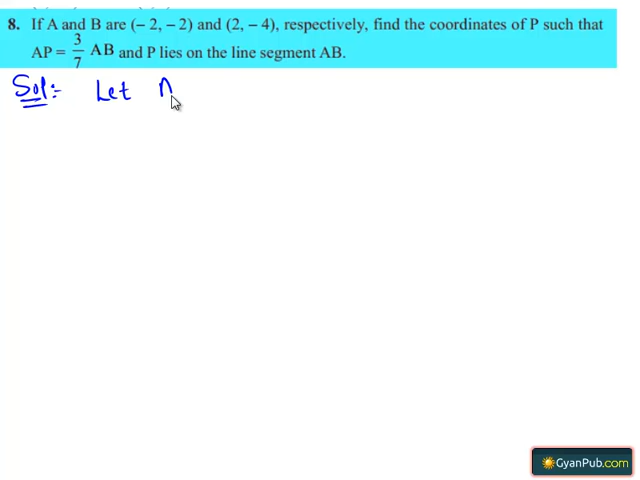 8. If A and B are (– 2, – 2) and (2, – 4), respectively, find the coordinates of P such that
AP = 3/7 AB and P lies on the line segment AB.
Sol:- Let
GyanPub.com